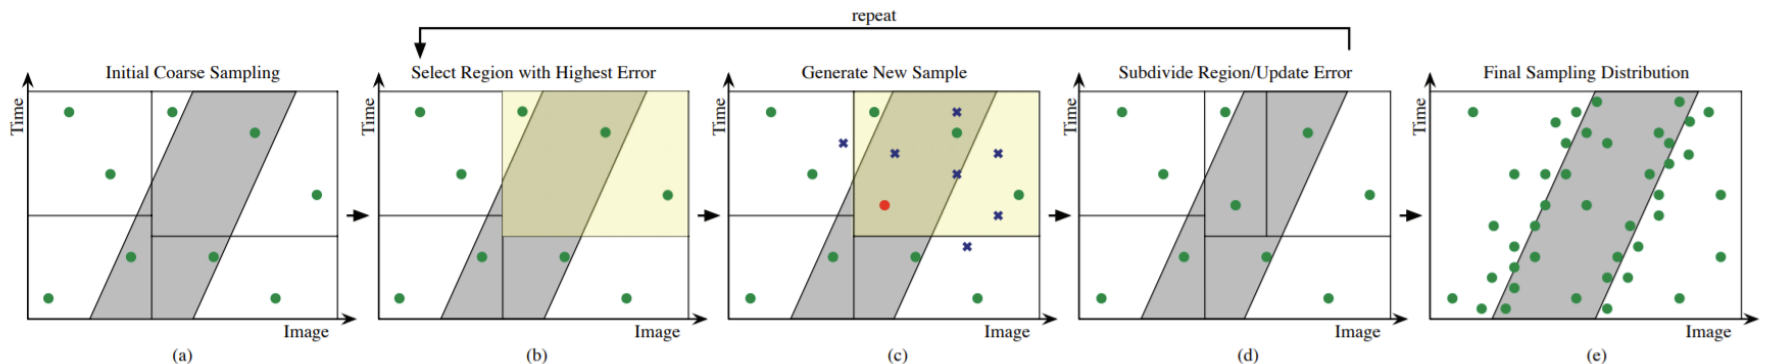 repeat
Initial Coarse Sampling
Select Region with Highest Error
Generate New Sample
Subdivide Region/Update Error
Final Sampling Distribution
Time
Time
Time
Time
Time
Image
Image
Image
Image
Image
(a)
(b)
(c)
(d)
(e)